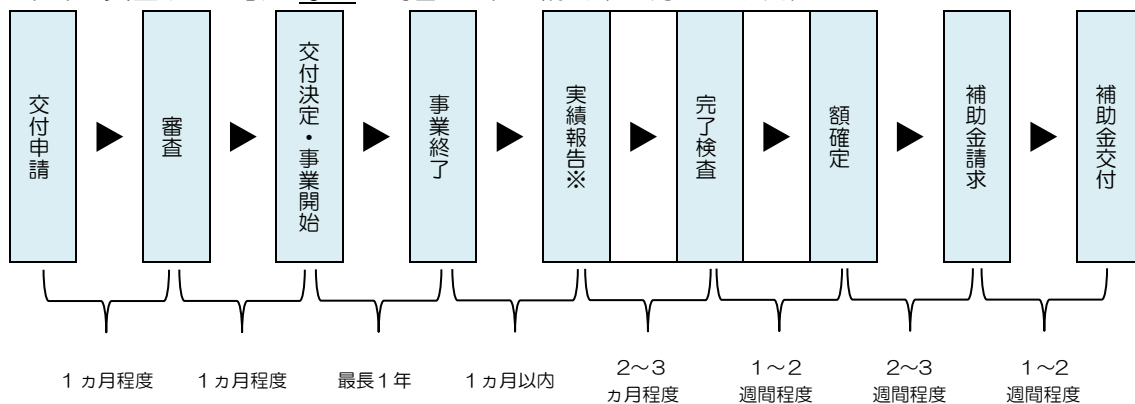 交付申請
審査
交付決定・事業開始
事業終了
実績報告※
完了検査
額確定
補助金請求
補助金交付
1ヵ月程度
1ヵ月程度
最長1年
1ヵ月以内
2～3
ヵ月程度
1～2
週間程度
2～3
週間程度
1～2
週間程度